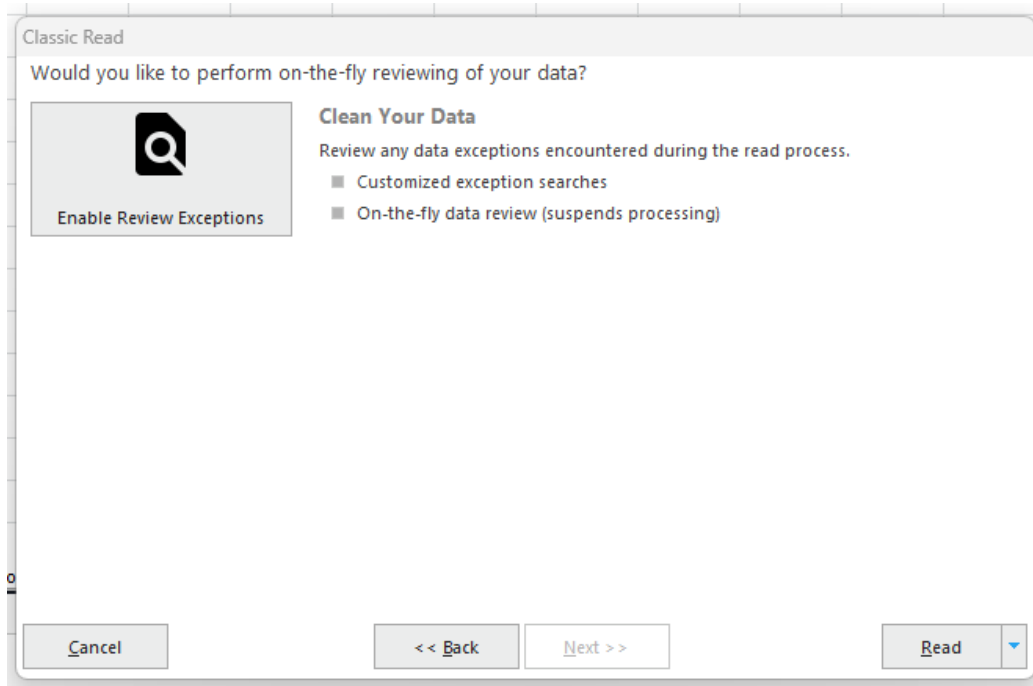 Classic Read
Would you like to perform on-the-fly reviewing of your data?
Enable Review Exceptions
Clean Your Data
Review any data exceptions encountered during the read process.
Customized exception searches
On-the-fly data review (suspends processing)
o
Cancel
<< Back
Next >>
Read